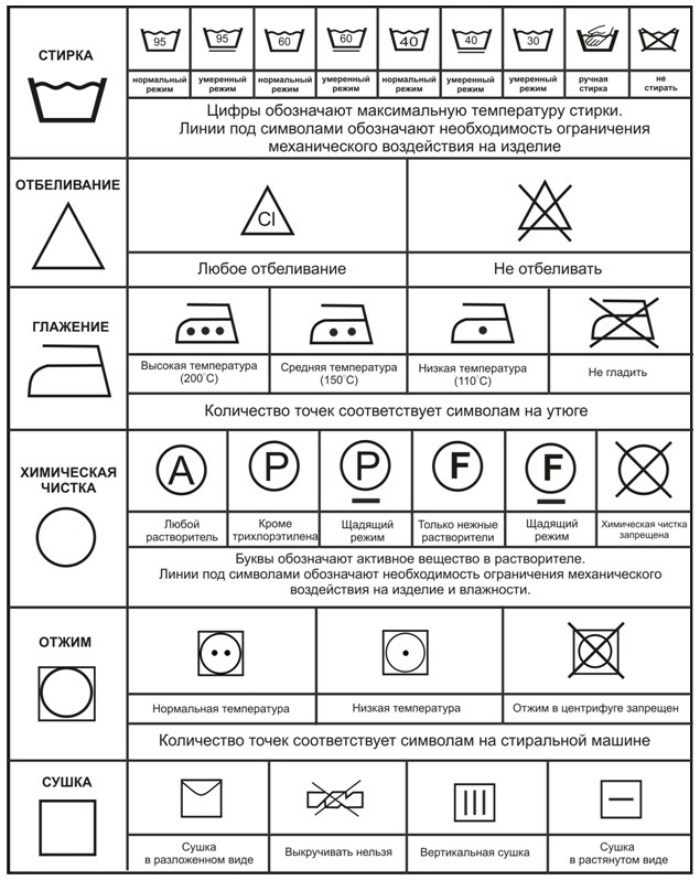 СТИРКА
95
95
60
60
40
40
30
нормальный
режим
умеренный
режим
нормальный
режим
умеренный
режим
нормальный
режим
умеренный
режим
умеренный
режим
ручная
стирка
не
стирать
Цифры обозначают максимальную температуру стирки.
Линии под символами обозначают необходимость ограничения
механического воздействия на изделие
ОТБЕЛИВАНИЕ
Cl
Любое отбеливание
Не отбеливать
ГЛАЖЕНИЕ
Высокая температура
(200°C)
Средняя температура
(150°C)
Низкая температура
(110°C)
Не гладить
Количество точек соответствует символам на утюге
ХИМИЧЕСКАЯ
ЧИСТКА
A
P
P
F
F
Любой
растворитель
Кроме
трихлорэтилена
Щадящий
режим
Только нежные
растворители
Щадящий
режим
Химическая чистка
запрещена
Буквы обозначают активное вещество в растворителе.
Линии под символами обозначают необходимость ограничения механического
воздействия на изделие и влажности.
ОТЖИМ
Нормальная температура
Низкая температура
Отжим в центрифуге запрещен
Количество точек соответствует символам на стиральной машине
СУШКА
Сушка
в разложенном виде
Выкручивать нельзя
Вертикальная сушка
Сушка
в растянутом виде